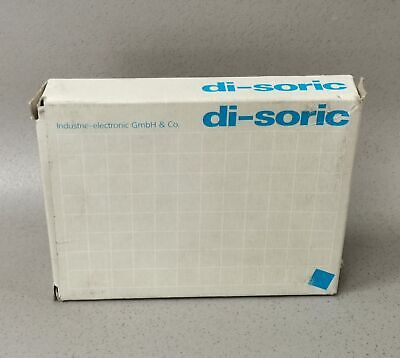 di-soric
Industrie-electronic GmbH & Co.
di-soric